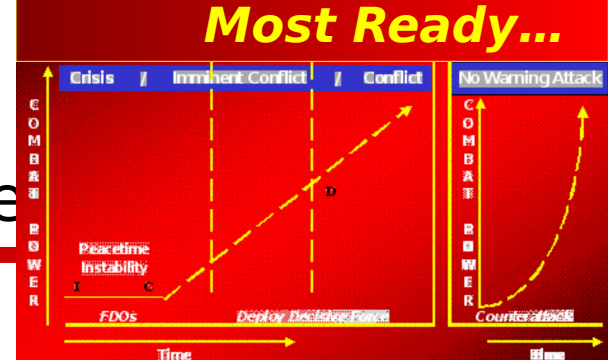 Most Ready...
Crisis / Imminent Conflict / Conflict
No Warning Attack
COMBAT POWER
COMBAT POWER
e
D
Peacetime
Instability
I C
FDOs
Deploy Decisive Force
Counterattack
Time
Time